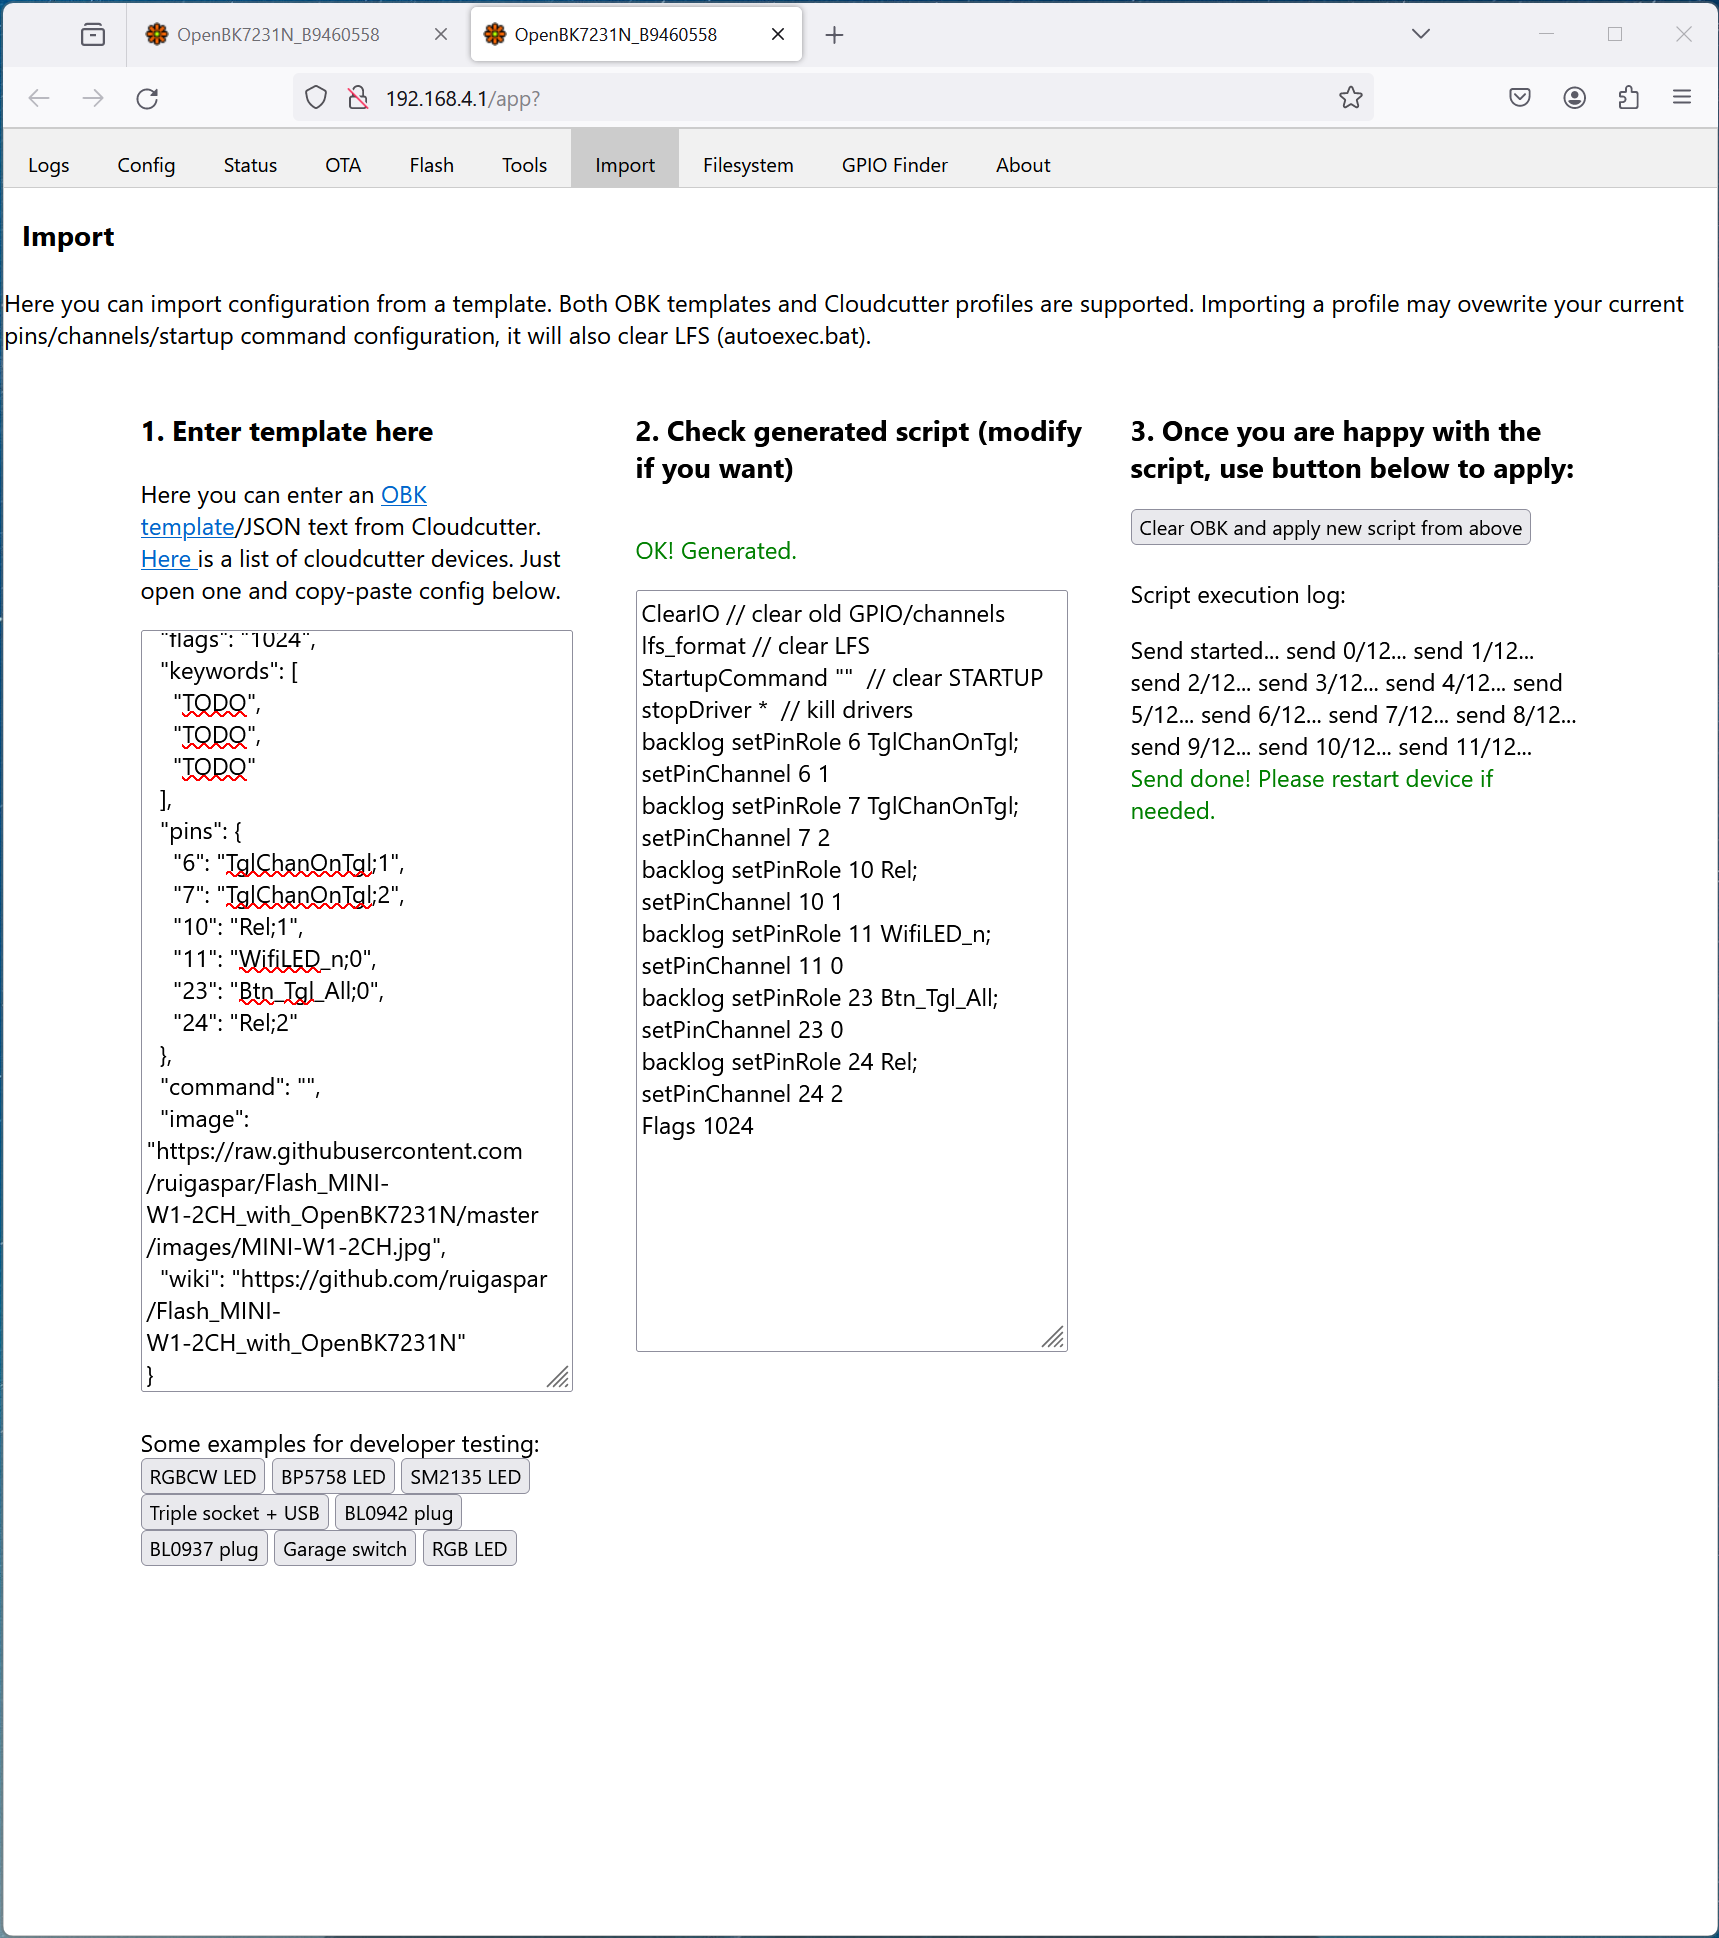 OpenBK7231N_B9460558
OpenBK7231N_B9460558
192.168.4.1/app?
Logs Config Status OTA Flash Tools Import Filesystem GPIO Finder About
Import
Here you can import configuration from a template. Both OBK templates and Cloudcutter profiles are supported. Importing a profile may ovewrite your current
pins/channels/startup command configuration, it will also clear LFS (autoexec.bat).
1. Enter template here
Here you can enter an OBK
template/JSON text from Cloudcutter.
Here is a list of cloudcutter devices. Just
open one and copy-paste config below.
"flags": "1024",
"keywords": [
"TODO",
"TODO",
"TODO"
],
"pins": {
"6": "TglChanOnTgl;1",
"7": "TglChanOnTgl;2",
"10": "Rel;1",
"11": "WifiLED_n;0",
"23": "Btn_Tgl_All;0",
"24": "Rel;2"
},
"command": "",
"image":
"https://raw.githubusercontent.com
/ruigaspar/Flash_MINI-
W1-2CH_with_OpenBK7231N/master
/images/MINI-W1-2CH.jpg",
"wiki": "https://github.com/ruigaspar
/Flash_MINI-
W1-2CH_with_OpenBK7231N"
}
Some examples for developer testing:
RGBCW LED BP5758 LED SM2135 LED
Triple socket + USB BL0942 plug
BL0937 plug Garage switch RGB LED
2. Check generated script (modify
if you want)
OK! Generated.
ClearIO // clear old GPIO/channels
lfs_format // clear LFS
StartupCommand "" // clear STARTUP
stopDriver * // kill drivers
backlog setPinRole 6 TglChanOnTgl;
setPinChannel 6 1
backlog setPinRole 7 TglChanOnTgl;
setPinChannel 7 2
backlog setPinRole 10 Rel;
setPinChannel 10 1
backlog setPinRole 11 WifiLED_n;
setPinChannel 11 0
backlog setPinRole 23 Btn_Tgl_All;
setPinChannel 23 0
backlog setPinRole 24 Rel;
setPinChannel 24 2
Flags 1024
3. Once you are happy with the
script, use button below to apply:
Clear OBK and apply new script from above
Script execution log:
Send started... send 0/12... send 1/12...
send 2/12... send 3/12... send 4/12... send
5/12... send 6/12... send 7/12... send 8/12...
send 9/12... send 10/12... send 11/12...
Send done! Please restart device if
needed.